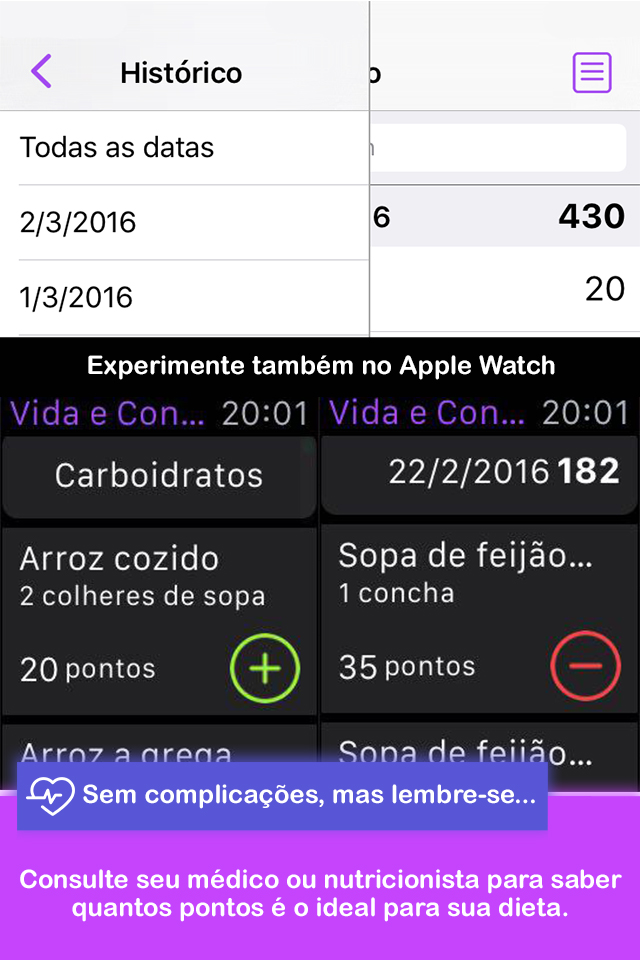 Histórico
Todas as datas
2/3/2016
6 430
1/3/2016
20
Experimente também no Apple Watch
Vida e Con... 20:01
Carboidratos
Arroz cozido
2 colheres de sopa
20 pontos
Arroz a grega
Vida e Con... 20:01
22/2/2016 182
Sopa de feijão...
1 concha
35 pontos
Sopa de feijão...
Sem complicações, mas lembre-se...
Consulte seu médico ou nutricionista para saber
quantos pontos é o ideal para sua dieta.